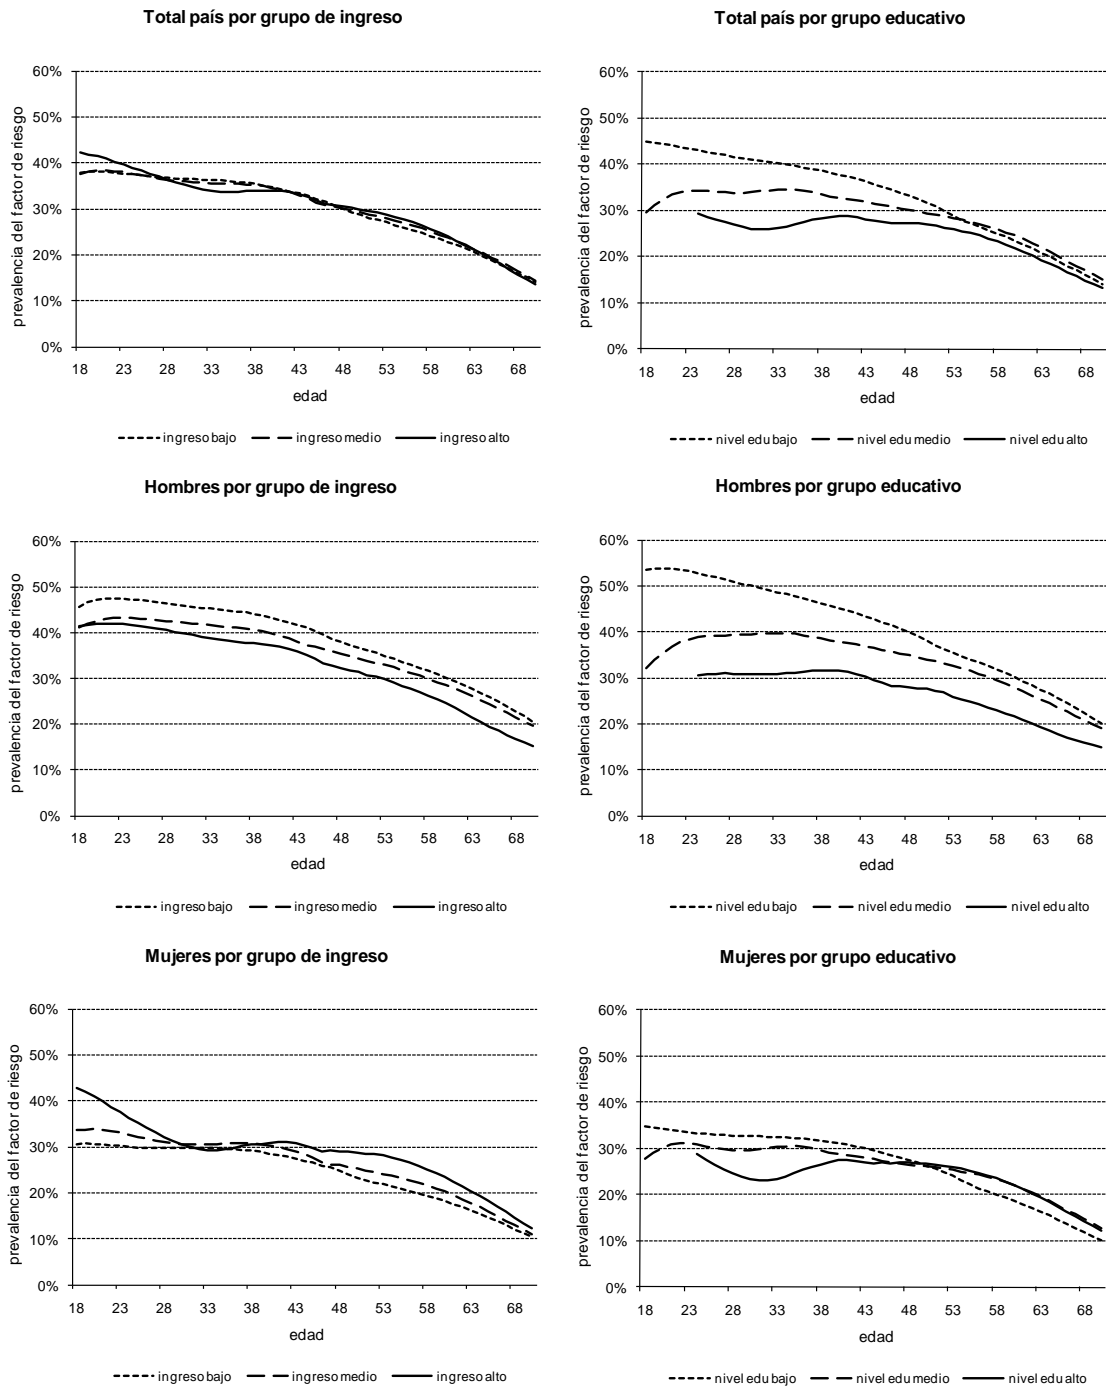 Total país por grupo de ingreso
prevalencia del factor de riesgo
60%
50%
40%
30%
20%
10%
0%
18 23 28 33 38 43 48 53 58 63 68
edad
ingreso bajo ingreso medio ingreso alto
Total país por grupo educativo
prevalencia del factor de riesgo
60%
50%
40%
30%
20%
10%
0%
18 23 28 33 38 43 48 53 58 63 68
edad
nivel edu bajo nivel edu medio nivel edu alto
Hombres por grupo de ingreso
prevalencia del factor de riesgo
60%
50%
40%
30%
20%
10%
0%
18 23 28 33 38 43 48 53 58 63 68
edad
ingreso bajo ingreso medio ingreso alto
Hombres por grupo educativo
prevalencia del factor de riesgo
60%
50%
40%
30%
20%
10%
0%
18 23 28 33 38 43 48 53 58 63 68
edad
nivel edu bajo nivel edu medio nivel edu alto
Mujeres por grupo de ingreso
prevalencia del factor de riesgo
60%
50%
40%
30%
20%
10%
0%
18 23 28 33 38 43 48 53 58 63 68
edad
ingreso bajo ingreso medio ingreso alto
Mujeres por grupo educativo
prevalencia del factor de riesgo
60%
50%
40%
30%
20%
10%
0%
18 23 28 33 38 43 48 53 58 63 68
edad
nivel edu bajo nivel edu medio nivel edu alto